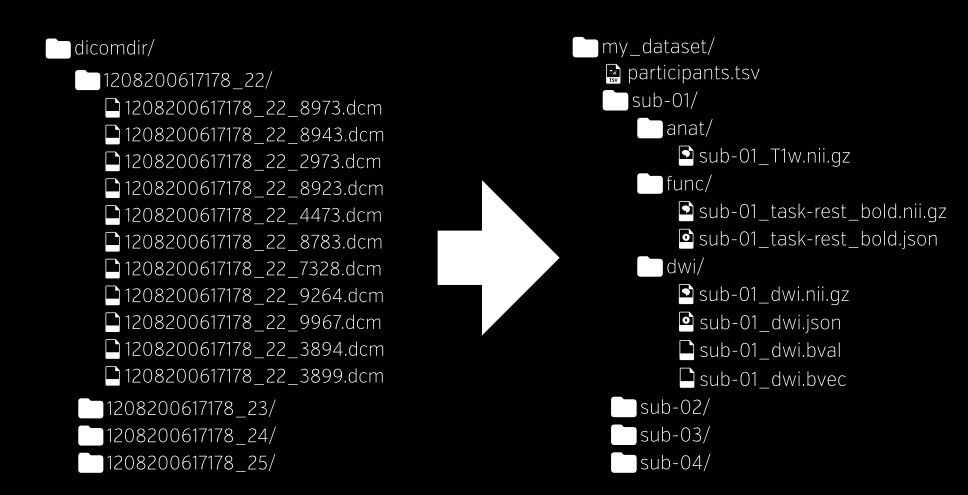 dicomdir/
1208200617178_22/
1208200617178_22_8973.dcm
1208200617178_22_8943.dcm
1208200617178_22_2973.dcm
1208200617178_22_8923.dcm
1208200617178_22_4473.dcm
1208200617178_22_8783.dcm
1208200617178_22_7328.dcm
1208200617178_22_9264.dcm
1208200617178_22_9967.dcm
1208200617178_22_3894.dcm
1208200617178_22_3899.dcm
1208200617178_23/
1208200617178_24/
1208200617178_25/
my_dataset/
TSV participants.tsv
sub-01/
anat/
sub-01_T1w.nii.gz
func/
sub-01_task-rest_bold.nii.gz
sub-01_task-rest_bold.json
dwi/
sub-01_dwi.nii.gz
sub-01_dwi.json
sub-01_dwi.bval
sub-01_dwi.bvec
sub-02/
sub-03/
sub-04/